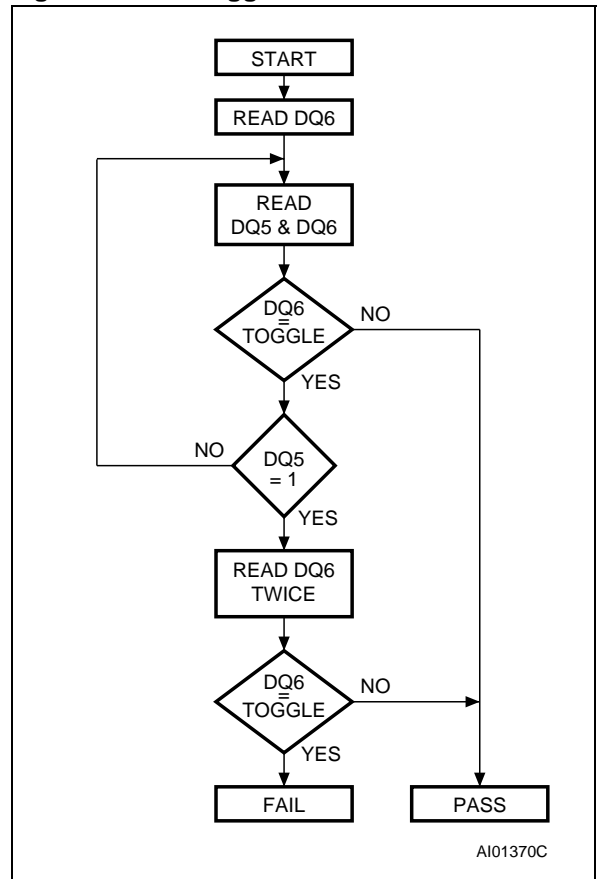 START
READ DQ6
READ
DQ5 & DQ6
DQ6
=
TOGGLE
NO
YES
NO
DQ5
= 1
YES
READ DQ6
TWICE
DQ6
=
TOGGLE
NO
YES
FAIL
PASS
AI01370C